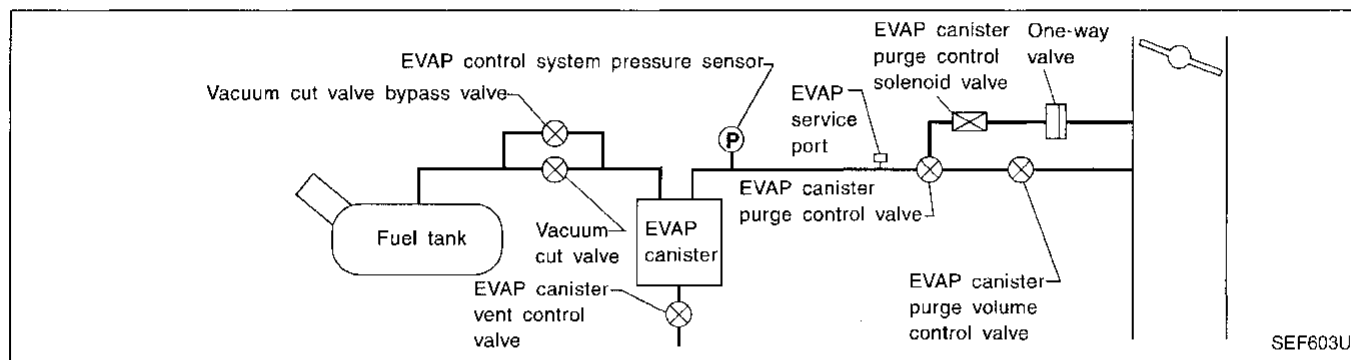 EVAP control system pressure sensor
Vacuum cut valve bypass valve
P
EVAP
service
port
EVAP canister
purge control
solenoid valve
One-way
valve
Fuel tank
Vacuum
cut valve
EVAP
canister
EVAP canister
purge control valve
EVAP canister
vent control
valve
EVAP canister
purge volume
control valve
SEF603U